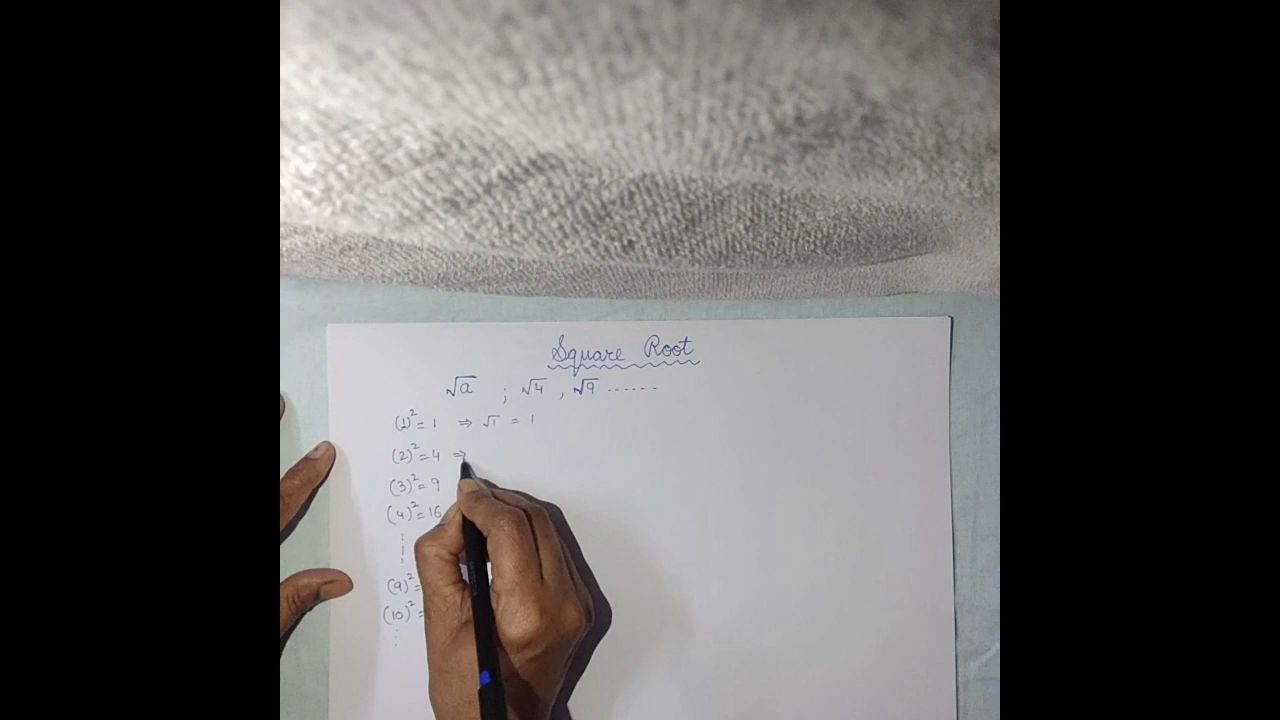 Square Root
√a ; √4 , √9 ------
(1)² = 1 ⇒ √1 = 1
(2)² = 4 ⇒
(3)² = 9
(4)² = 16
(9)² =
(10)² =